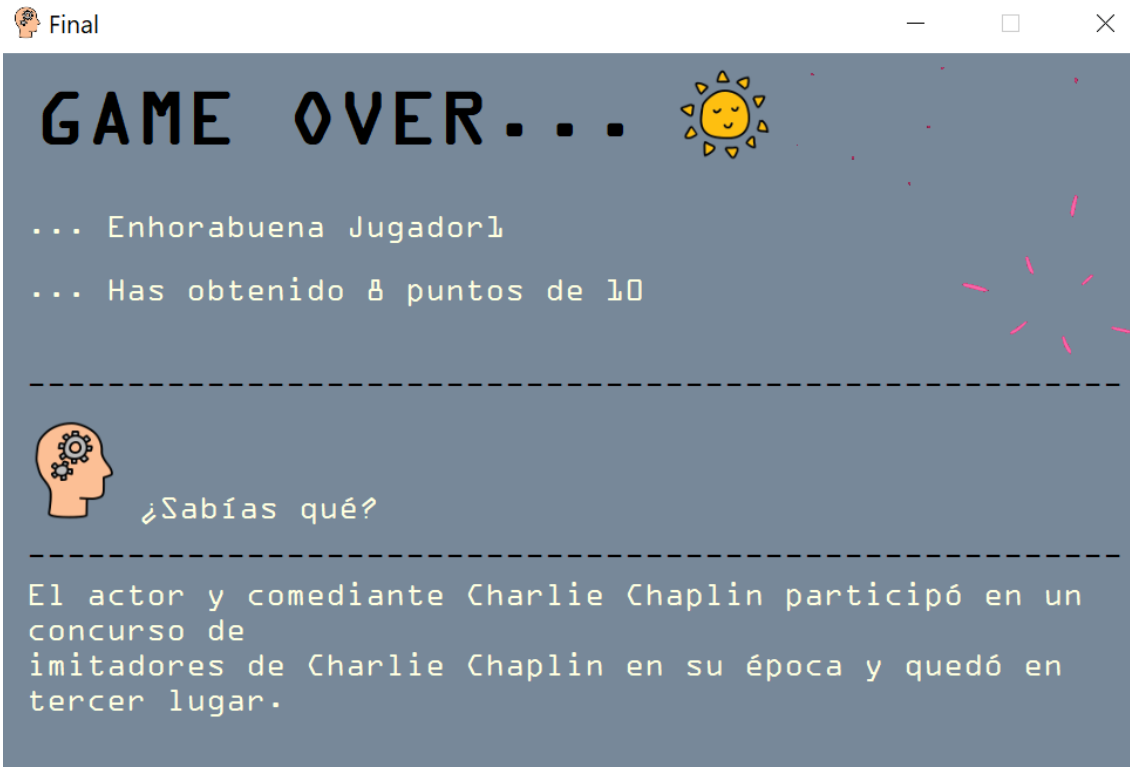 Final
GAME OVER...
... Enhorabuena Jugador1
... Has obtenido 8 puntos de 10
-------------------------------------------------------
¿Sabías qué?
-------------------------------------------------------
El actor y comediante Charlie Chaplin participó en un
concurso de
imitadores de Charlie Chaplin en su época y quedó en
tercer lugar.